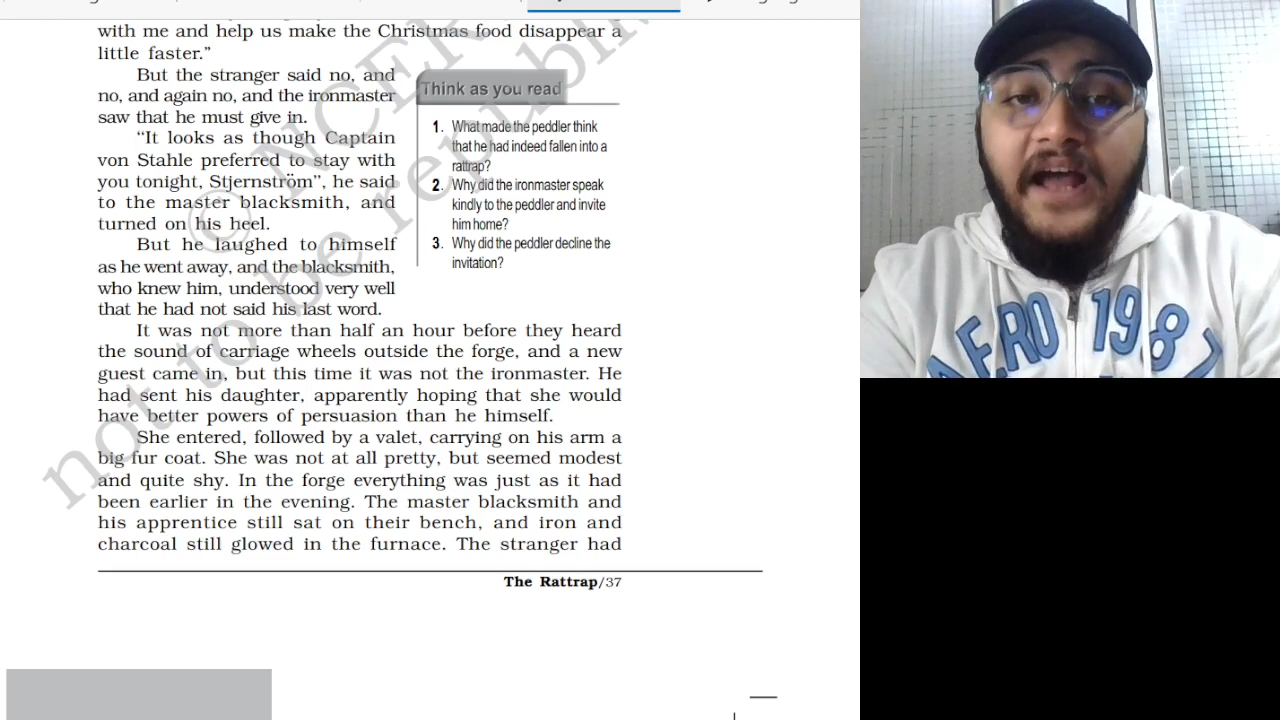 with me and help us make the Christmas food disappear a
little faster.”
But the stranger said no, and
no, and again no, and the ironmaster
saw that he must give in.
“It looks as though Captain
von Stahle preferred to stay with
you tonight, Stjernström”, he said
to the master blacksmith, and
turned on his heel.
But he laughed to himself
as he went away, and the blacksmith,
who knew him, understood very well
that he had not said his last word.
Think as you read
1. What made the peddler think
that he had indeed fallen into a
rattrap?
2. Why did the ironmaster speak
kindly to the peddler and invite
him home?
3. Why did the peddler decline the
invitation?
It was not more than half an hour before they heard
the sound of carriage wheels outside the forge, and a new
guest came in, but this time it was not the ironmaster. He
had sent his daughter, apparently hoping that she would
have better powers of persuasion than he himself.
She entered, followed by a valet, carrying on his arm a
big fur coat. She was not at all pretty, but seemed modest
and quite shy. In the forge everything was just as it had
been earlier in the evening. The master blacksmith and
his apprentice still sat on their bench, and iron and
charcoal still glowed in the furnace. The stranger had
The Rattrap/37
© NCER
not to be republi
AERO 1987